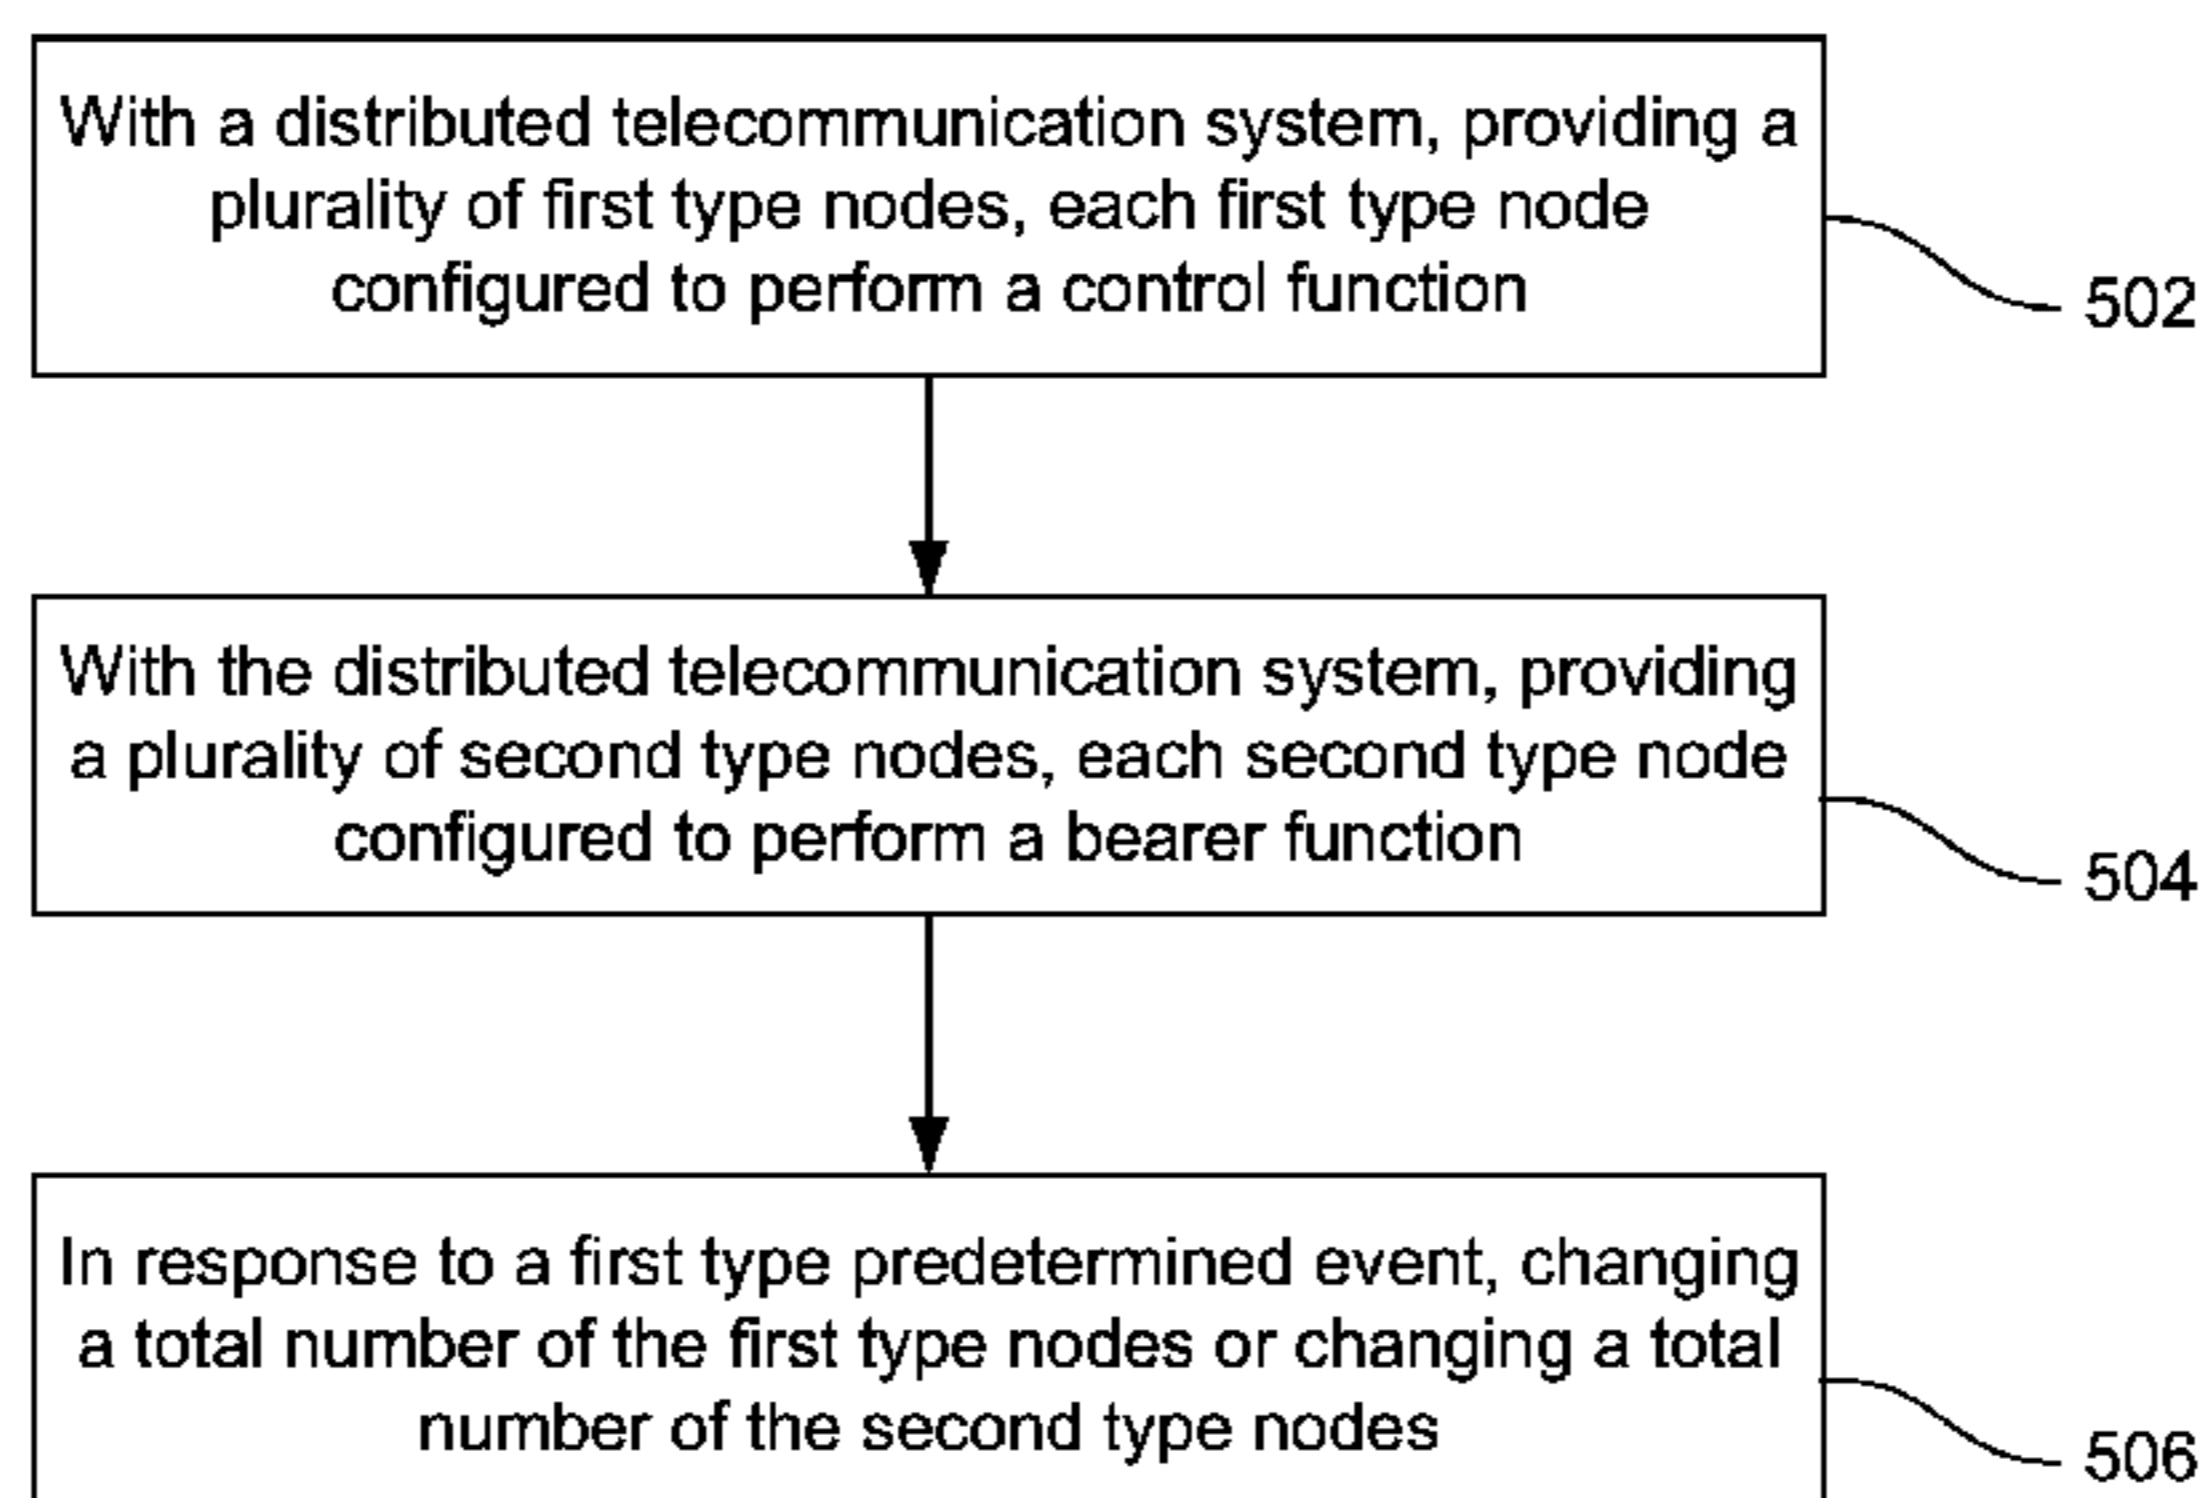 With a distributed telecommunication system, providing a
plurality of first type nodes, each first type node
configured to perform a control function
502
With the distributed telecommunication system, providing
a plurality of second type nodes, each second type node
configured to perform a bearer function
504
In response to a first type predetermined event, changing
a total number of the first type nodes or changing a total
number of the second type nodes
506